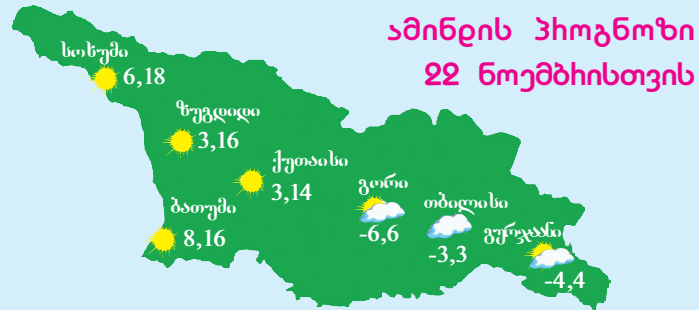 ამინდის პროგნოზი
22 ნოემბრისთვის
სოხუმი
6,18
ზუგდიდი
3,16
ქუთაისი
3,14
გორი
-6,6
თბილისი
-3,3
გურჯაანი
-4,4
ბათუმი
8,16